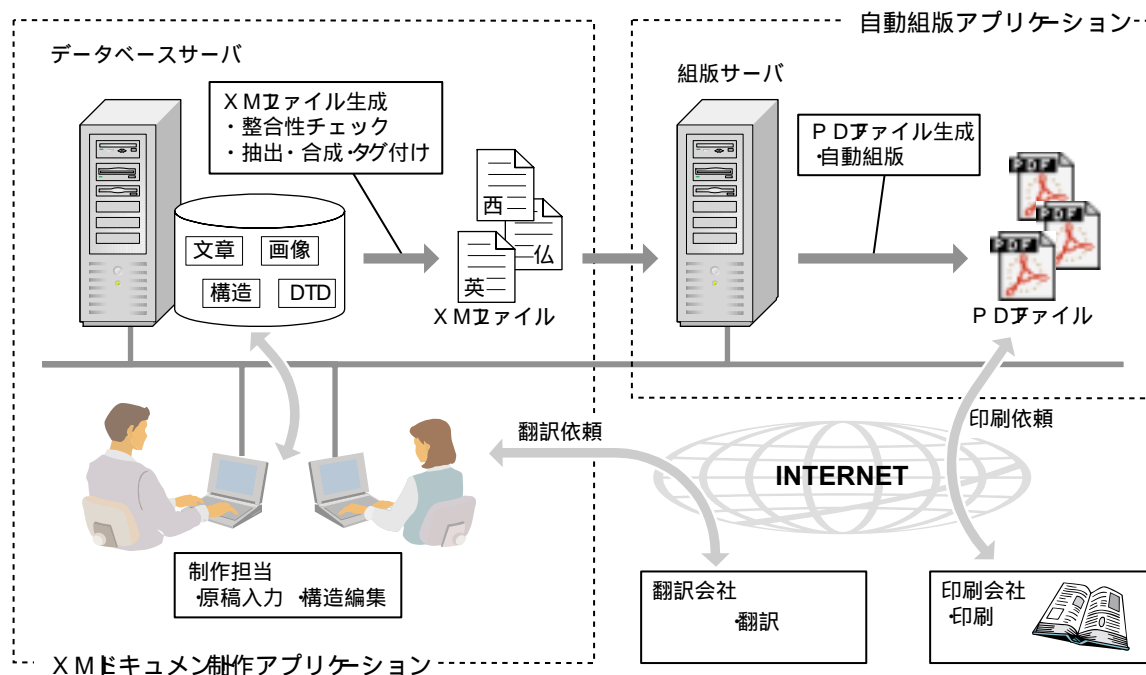 自動組版アプリケーション
データベースサーバ
XMLファイル生成
・整合性チェック
・抽出・合成・タグ付け
文章
画像
構造
DTD
西
仏
英
XMLファイル
組版サーバ
PDFファイル生成
・自動組版
PDF
PDF
PDF
PDFファイル
翻訳依頼
印刷依頼
INTERNET
制作担当
・原稿入力 ・構造編集
翻訳会社
・翻訳
印刷会社
・印刷
XMLドキュメント制作アプリケーション